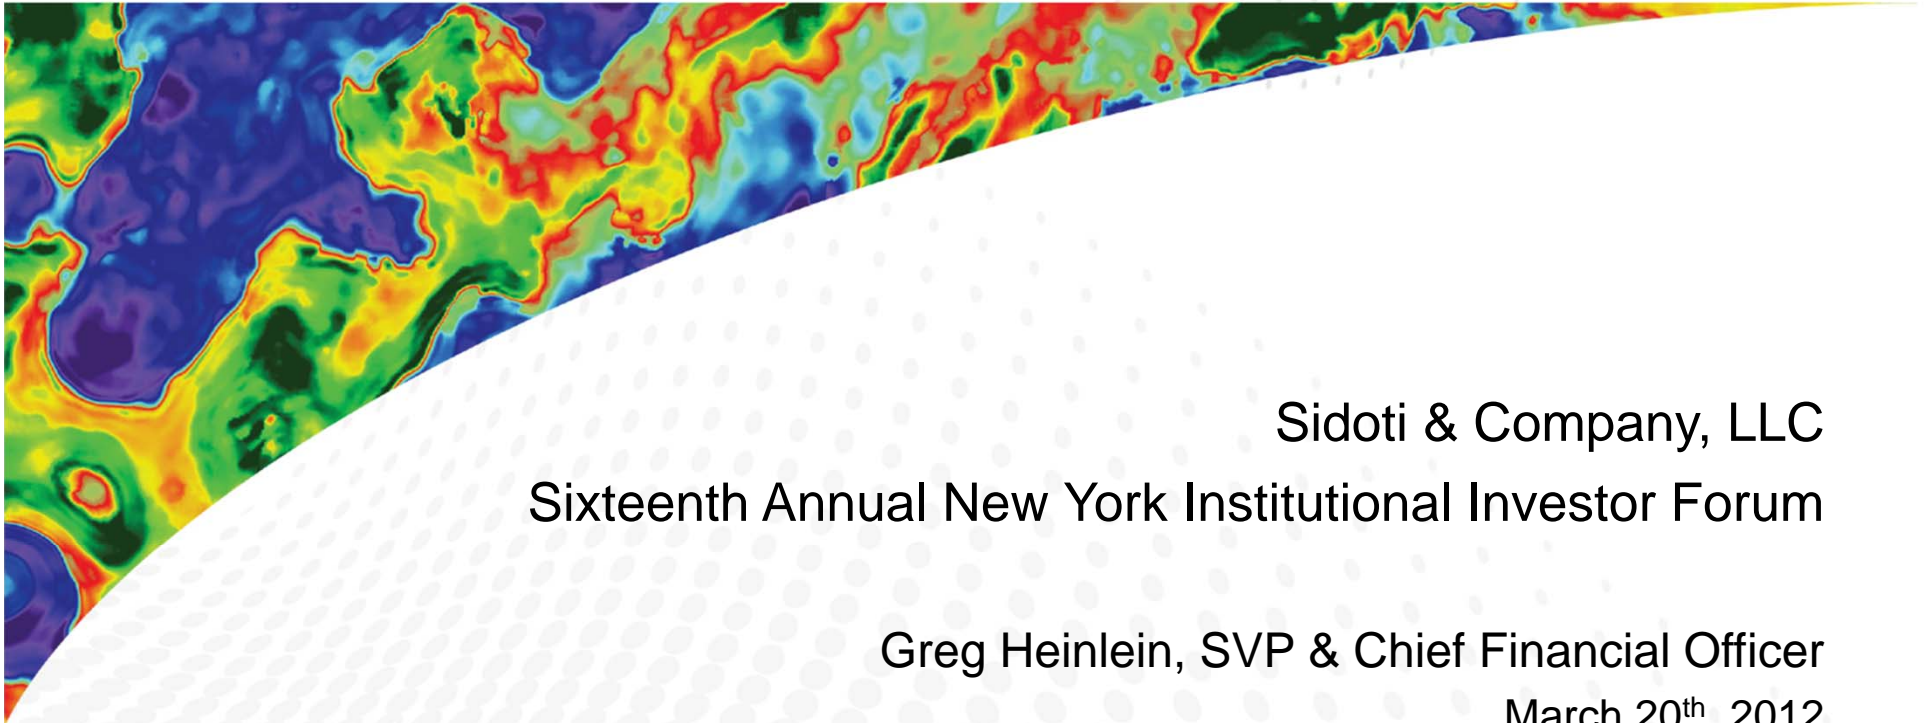 Sidoti & Company, LLC
Sixteenth Annual New York Institutional Investor Forum
Greg Heinlein, SVP & Chief Financial Officer
March 20th, 2012